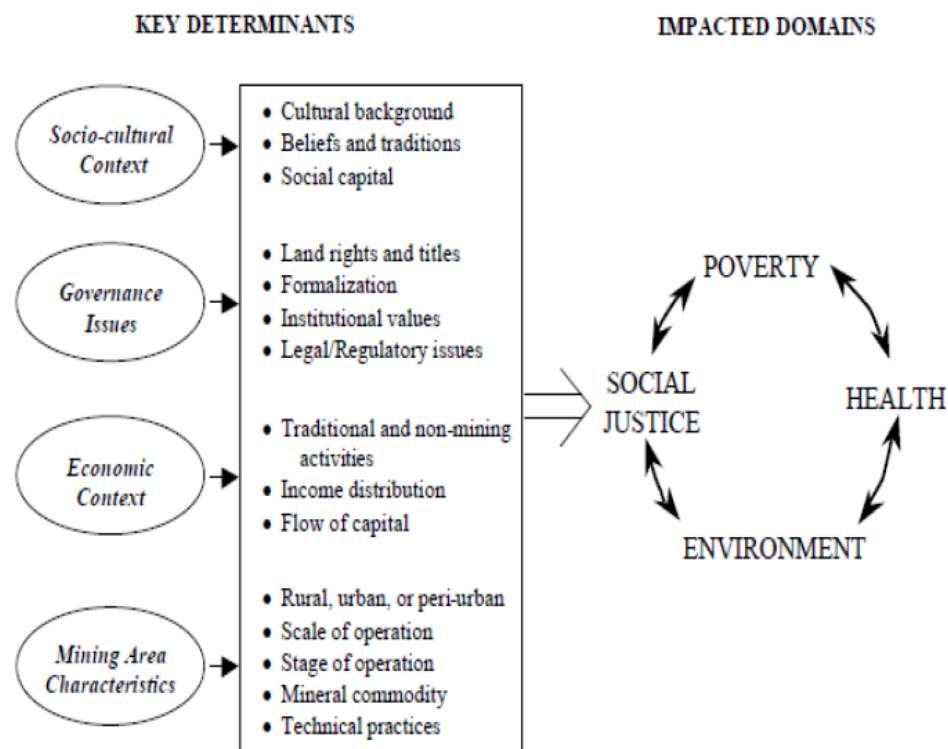 KEY DETERMINANTS
IMPACTED DOMAINS
Socio-cultural
Context
• Cultural background
• Beliefs and traditions
• Social capital
Governance
Issues
• Land rights and titles
• Formalization
• Institutional values
• Legal/Regulatory issues
Economic
Context
• Traditional and non-mining
activities
• Income distribution
• Flow of capital
Mining Area
Characteristics
• Rural, urban, or peri-urban
• Scale of operation
• Stage of operation
• Mineral commodity
• Technical practices
POVERTY
SOCIAL
JUSTICE
HEALTH
ENVIRONMENT